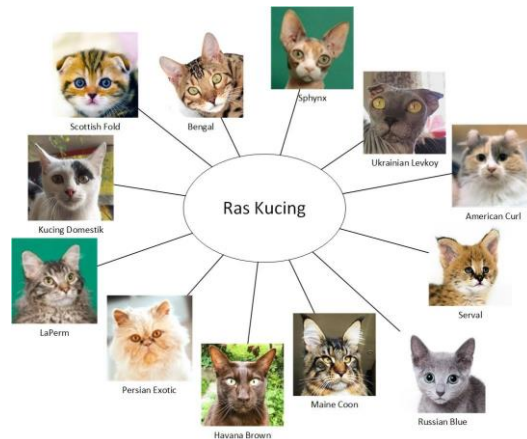 Sphynx
Scottish Fold
Bengal
Ukrainian Levkoy
Ras Kucing
American Curl
Kucing Domestik
LaPerm
Serval
Persian Exotic
Maine Coon
Russian Blue
Havana Brown